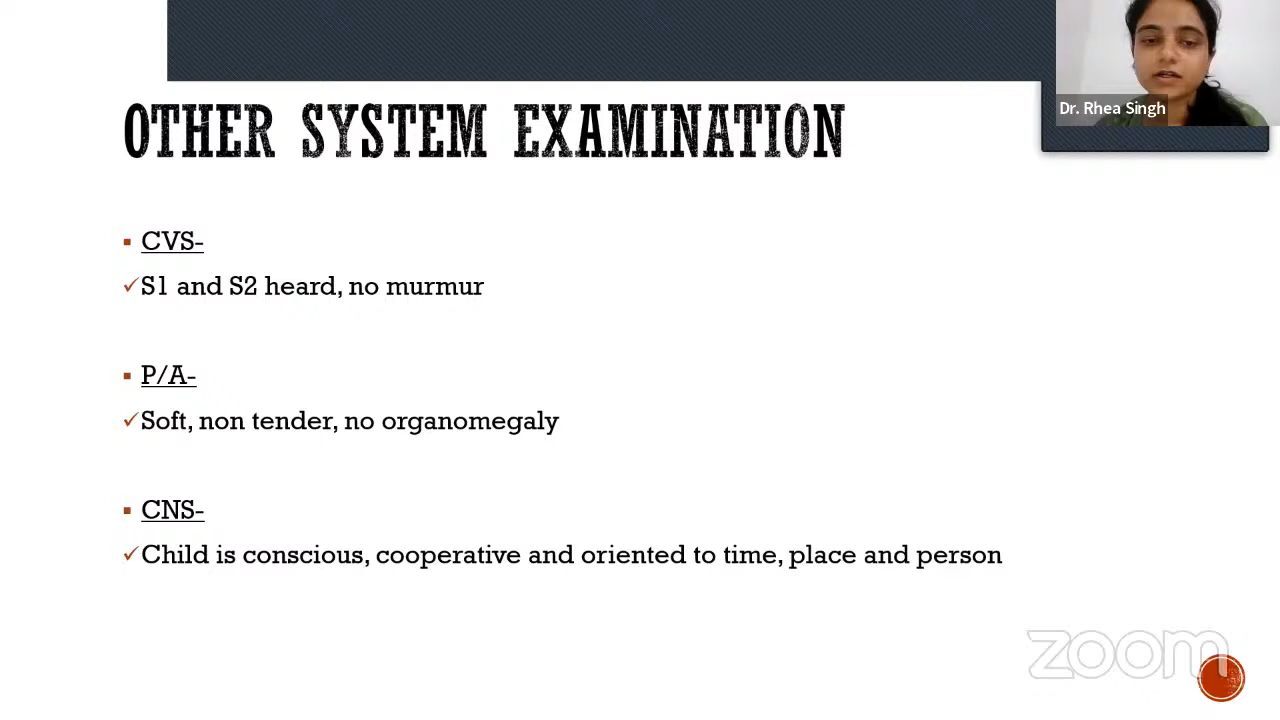 Dr. Rhea Singh
OTHER SYSTEM EXAMINATION
CVS-
S1 and S2 heard, no murmur
P/A-
Soft, non tender, no organomegaly
CNS-
Child is conscious, cooperative and oriented to time, place and person
zoom